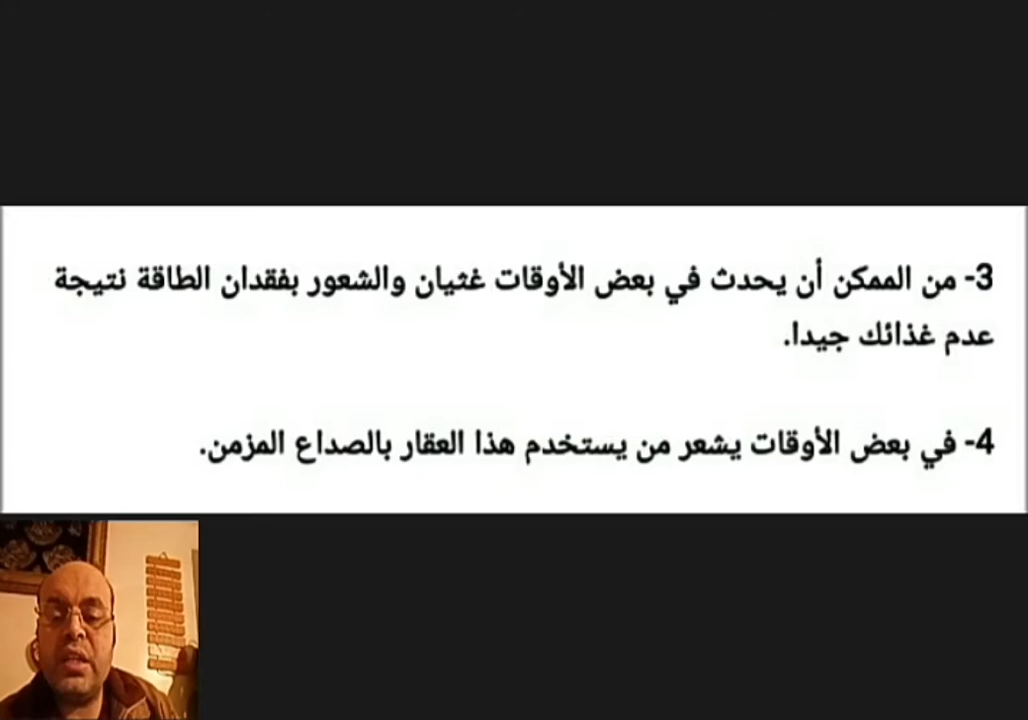 3- من الممكن أن يحدث في بعض الأوقات غثيان والشعور بفقدان الطاقة نتيجة
عدم غذائك جيدا.
4- في بعض الأوقات يشعر من يستخدم هذا العقار بالصداع المزمن.